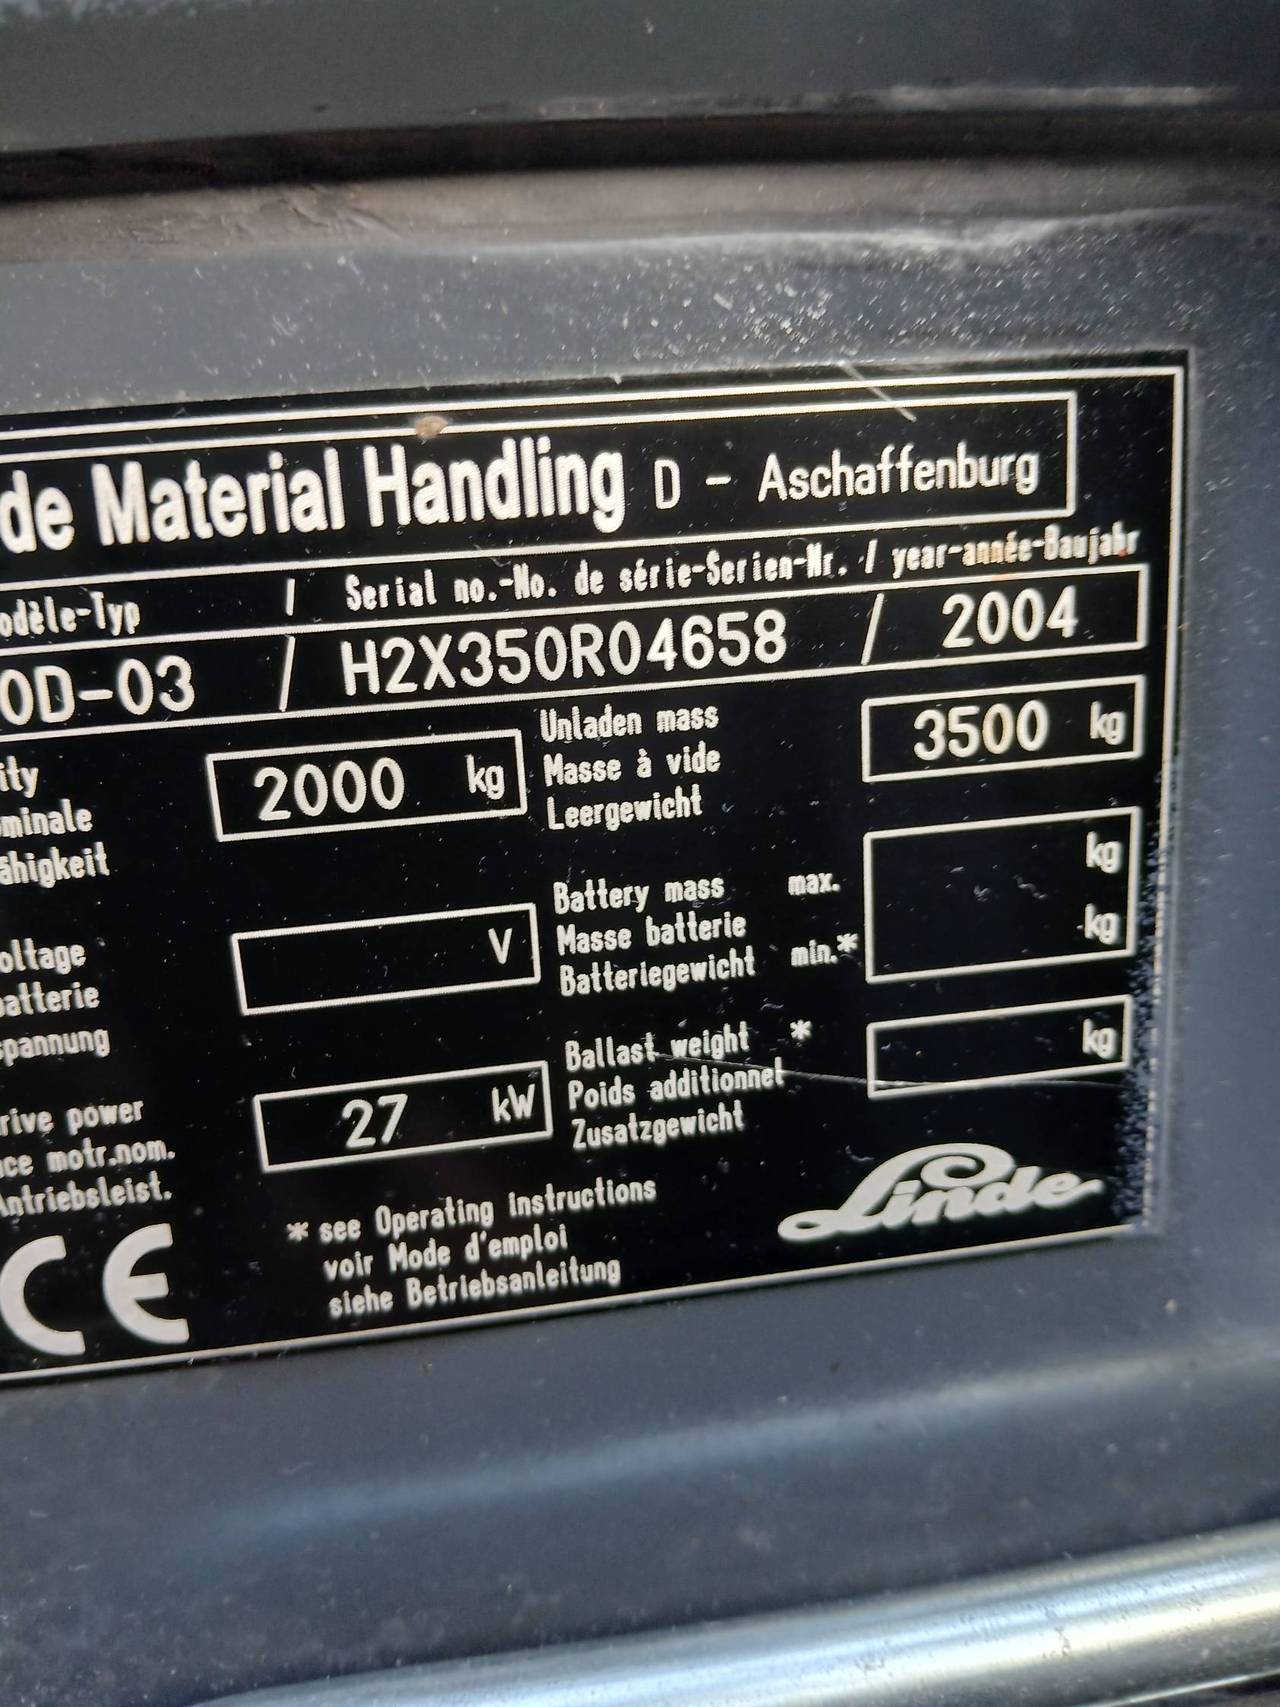 de Material Handling D - Aschaffenburg
odèle-Typ / Serial no.-No. de série-Serien-Nr. / year-année-Baujahr
0D-03 / H2X350R04658 / 2004
ity
minale
ähigkeit
2000 kg
Unladen mass
Masse à vide
Leergewicht
3500 kg
oltage
batterie
spannung
V
Battery mass max.
Masse batterie
Batteriegewicht min.*
kg
kg
rive power
ce motr.nom.
Antriebsleist.
27 kW
Ballast weight *
Poids additionnel
Zusatzgewicht
kg
CE
* see Operating instructions
voir Mode d'emploi
siehe Betriebsanleitung
Linde